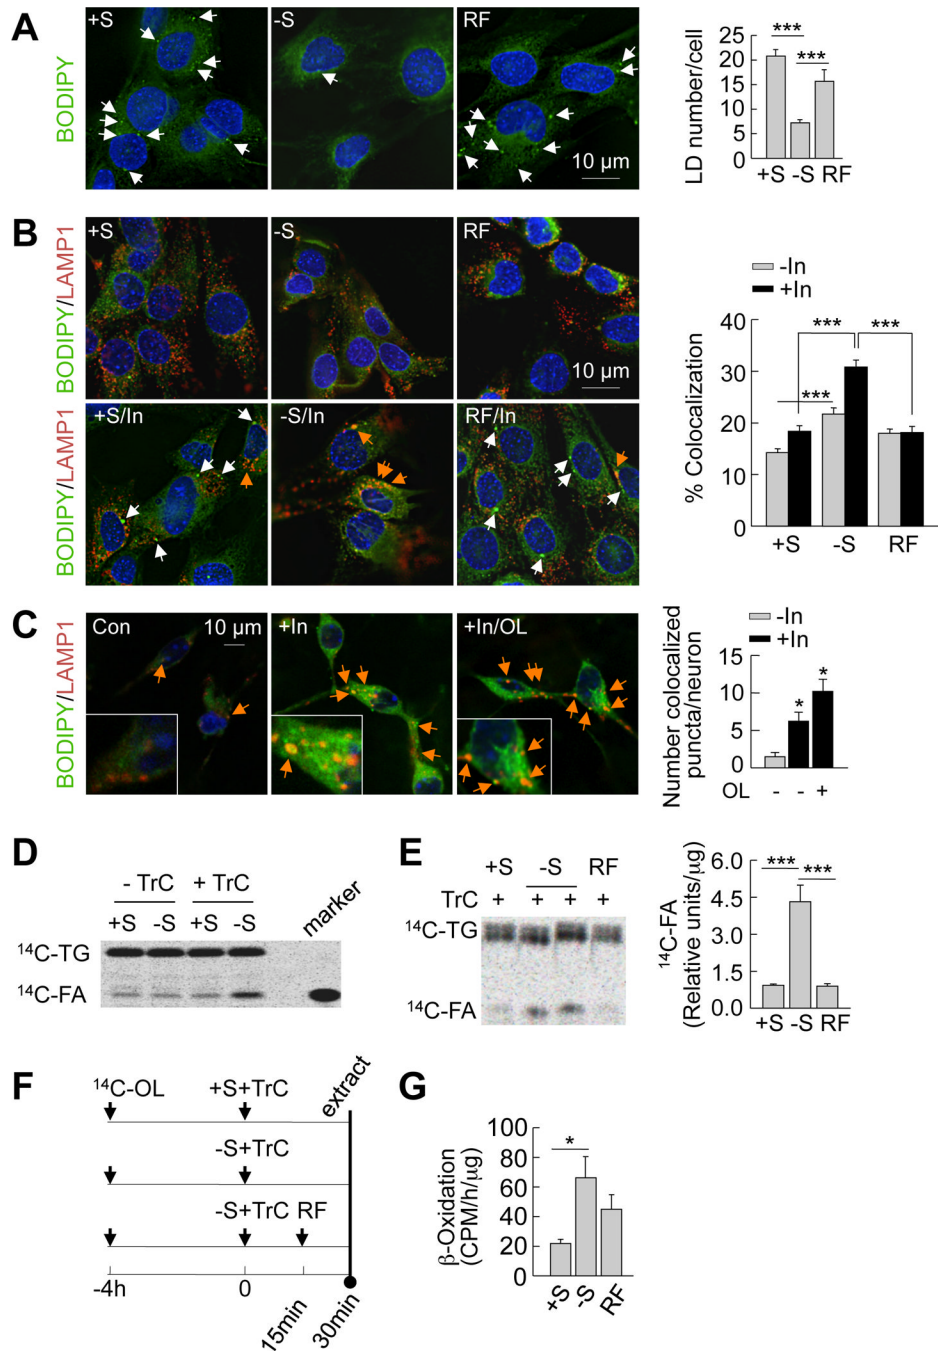 A
BODIPY
+S
-S
RF
10 µm
LD number/cell
25
20
15
10
5
0
***
***
+S -S RF
B
BODIPY/LAMP1
+S
-S
RF
10 µm
BODIPY/LAMP1
+S/In
-S/In
RF/In
-In
+In
% Colocalization
40
30
20
10
0
***
***
***
+S -S RF
C
BODIPY/LAMP1
Con
10 µm
+In
+In/OL
-In
+In
Number colocalized
puncta/neuron
15
10
5
0
*
*
OL - - +
D
- TrC + TrC
+S -S +S -S
marker
14C-TG
14C-FA
E
+S -S RF
TrC + + + +
14C-TG
14C-FA
14C-FA
(Relative units/µg)
6.0
4.5
3.0
1.5
0.0
***
***
+S -S RF
F
14C-OL +S+TrC
extract
-S+TrC
-S+TrC RF
-4h 0
15min
30min
G
β-Oxidation
(CPM/h/µg)
100
80
60
40
20
0
*
+S
-S
RF